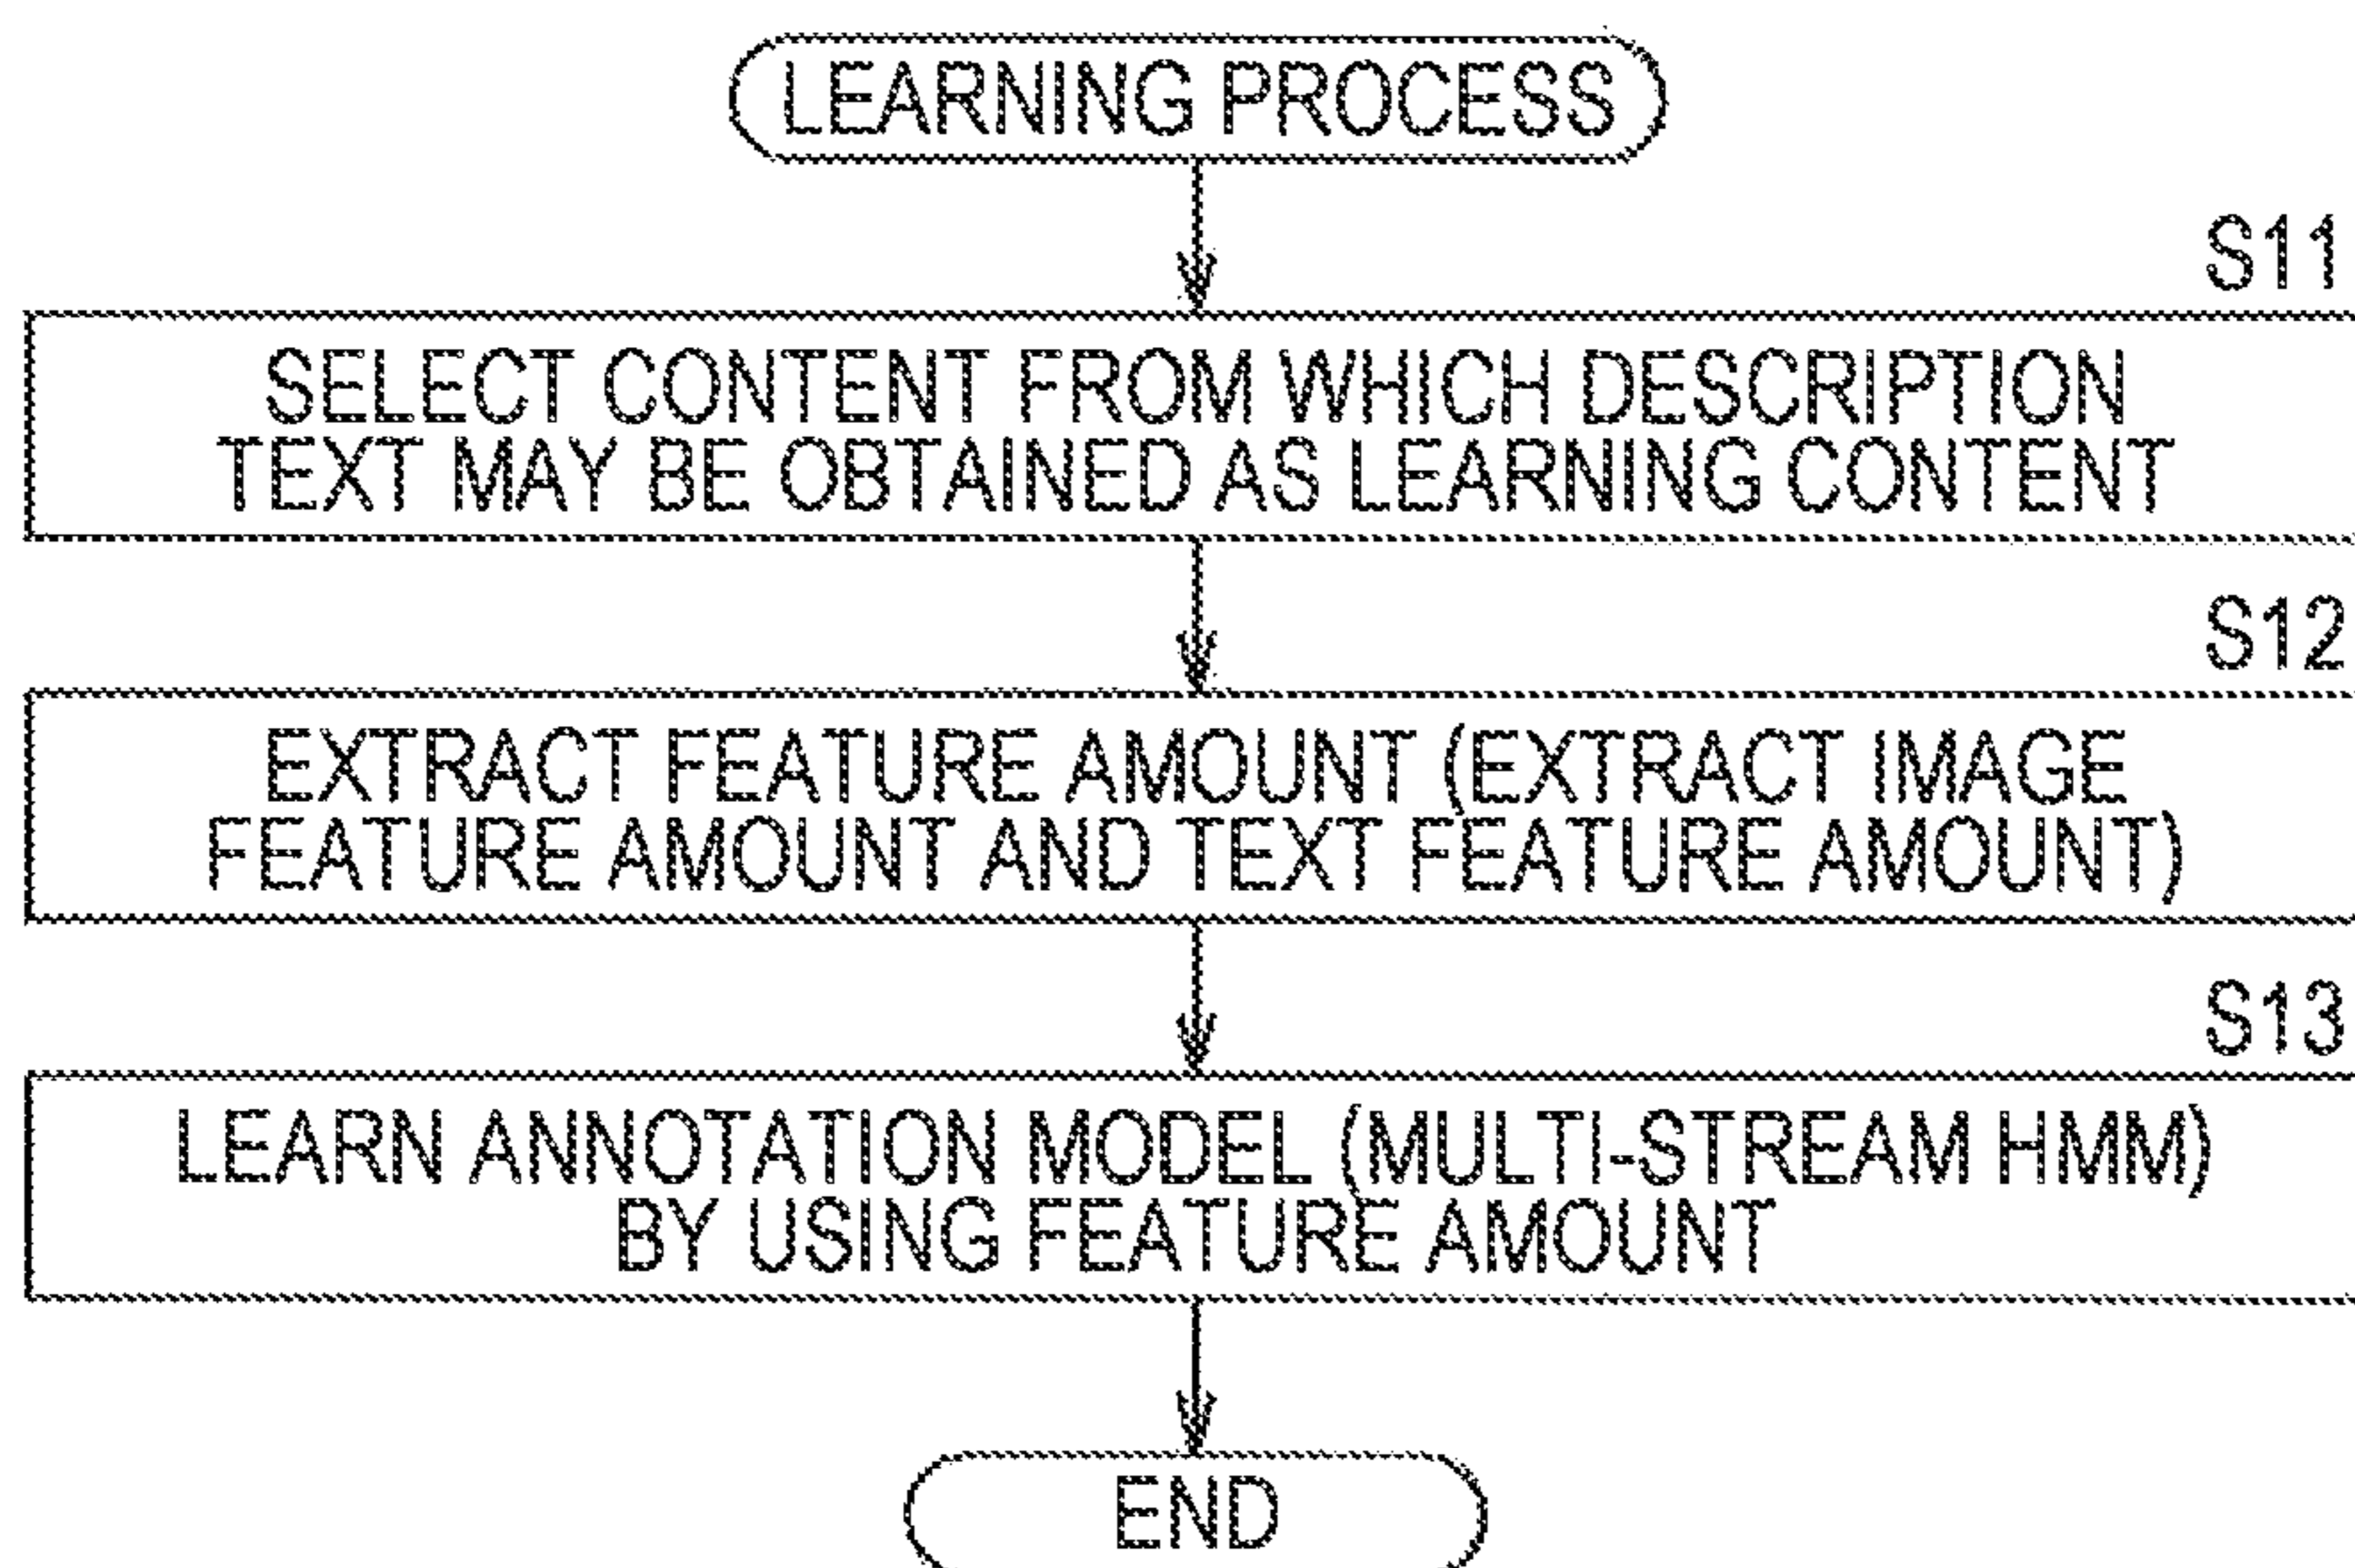 LEARNING PROCESS
S11
SELECT CONTENT FROM WHICH DESCRIPTION
TEXT MAY BE OBTAINED AS LEARNING CONTENT
S12
EXTRACT FEATURE AMOUNT (EXTRACT IMAGE
FEATURE AMOUNT AND TEXT FEATURE AMOUNT)
S13
LEARN ANNOTATION MODEL (MULTI-STREAM HMM)
BY USING FEATURE AMOUNT
END